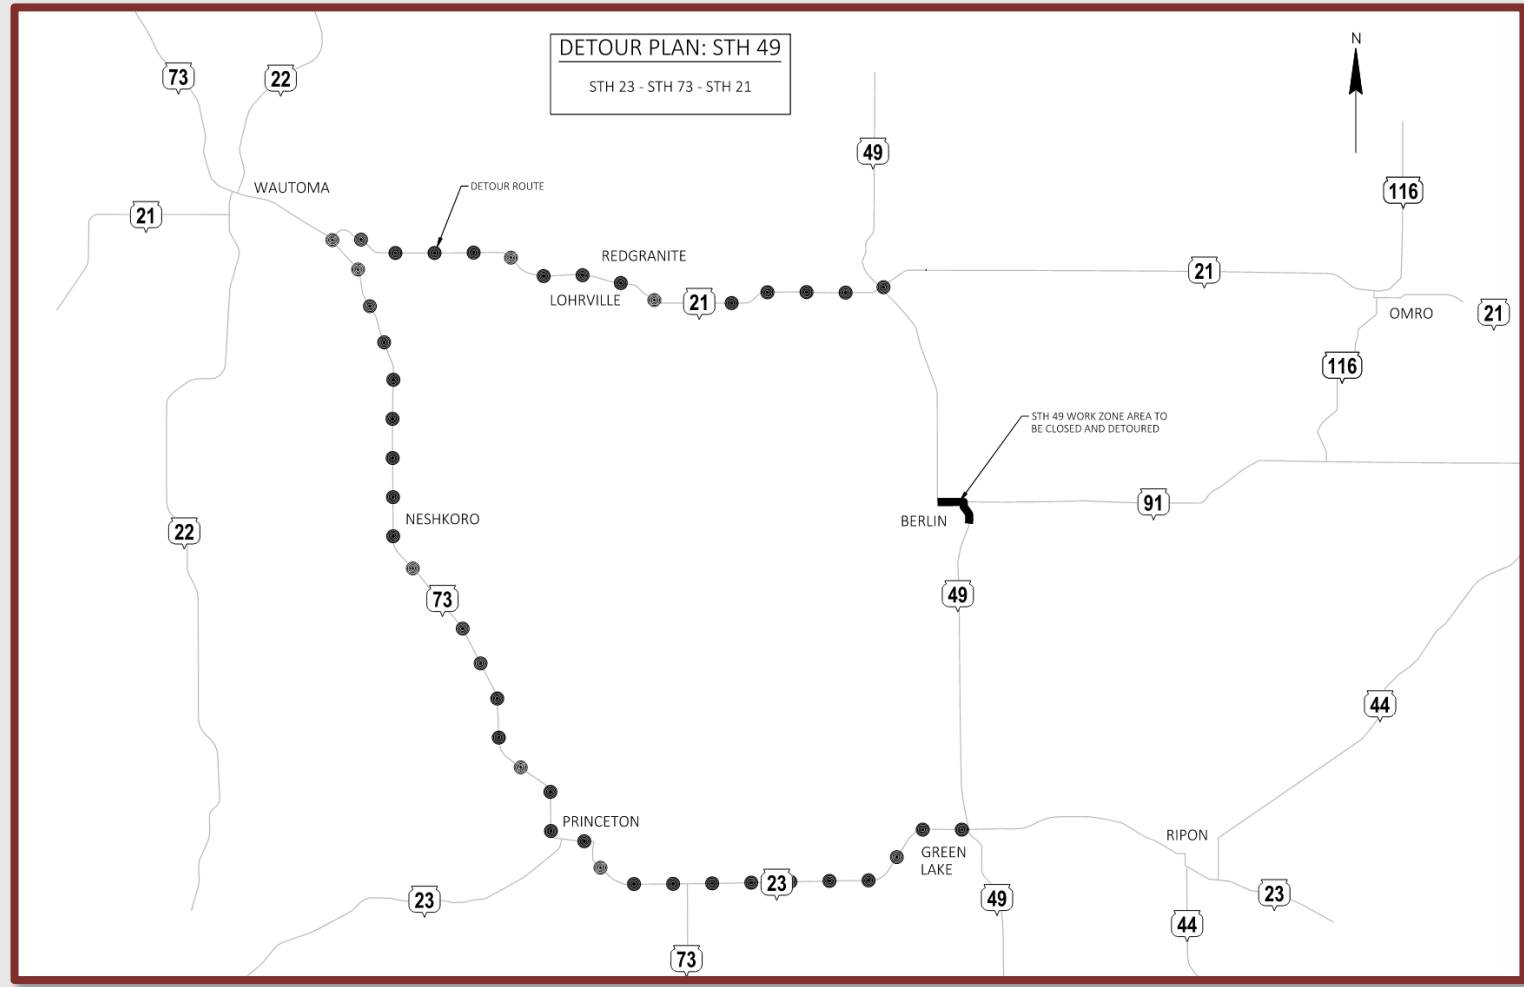 DETOUR PLAN: STH 49
STH 23 - STH 73 - STH 21
N
73
22
49
116
WAUTOMA
DETOUR ROUTE
21
REDGRANITE
21
LOHRVILLE
21
OMRO
21
116
STH 49 WORK ZONE AREA TO
BE CLOSED AND DETOURED
91
NESHKORO
BERLIN
22
73
49
44
PRINCETON
RIPON
GREEN
LAKE
23
23
49
23
44
73